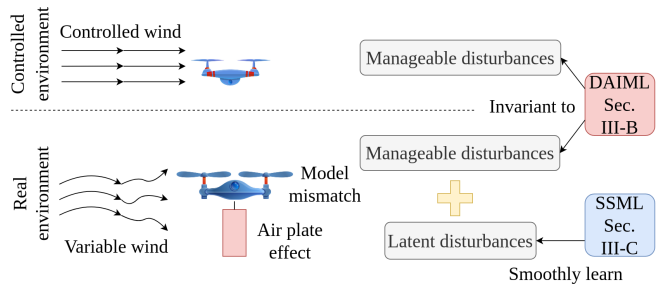 Controlled
environment
Controlled wind
Manageable disturbances
Invariant to
DAIML
Sec.
III-B
Real
environment
Variable wind
Model
mismatch
Air plate
effect
Manageable disturbances
Latent disturbances
SSML
Sec.
III-C
Smoothly learn